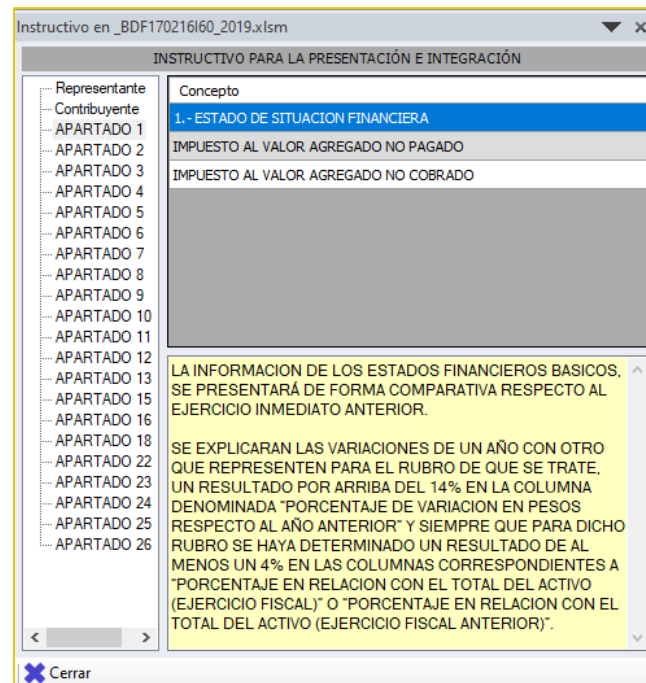 Instructivo en _BDF170216I60_2019.xlsm
INSTRUCTIVO PARA LA PRESENTACIÓN E INTEGRACIÓN
Representante
Contribuyente
APARTADO 1
APARTADO 2
APARTADO 3
APARTADO 4
APARTADO 5
APARTADO 6
APARTADO 7
APARTADO 8
APARTADO 9
APARTADO 10
APARTADO 11
APARTADO 12
APARTADO 13
APARTADO 15
APARTADO 16
APARTADO 18
APARTADO 22
APARTADO 23
APARTADO 24
APARTADO 25
APARTADO 26
Concepto
1.- ESTADO DE SITUACION FINANCIERA
IMPUESTO AL VALOR AGREGADO NO PAGADO
IMPUESTO AL VALOR AGREGADO NO COBRADO
LA INFORMACION DE LOS ESTADOS FINANCIEROS BASICOS,
SE PRESENTARÁ DE FORMA COMPARATIVA RESPECTO AL
EJERCICIO INMEDIATO ANTERIOR.
SE EXPLICARAN LAS VARIACIONES DE UN AÑO CON OTRO
QUE REPRESENTEN PARA EL RUBRO DE QUE SE TRATE,
UN RESULTADO POR ARRIBA DEL 14% EN LA COLUMNA
DENOMINADA "PORCENTAJE DE VARIACION EN PESOS
RESPECTO AL AÑO ANTERIOR" Y SIEMPRE QUE PARA DICHO
RUBRO SE HAYA DETERMINADO UN RESULTADO DE AL
MENOS UN 4% EN LAS COLUMNAS CORRESPONDIENTES A
"PORCENTAJE EN RELACION CON EL TOTAL DEL ACTIVO
(EJERCICIO FISCAL)" O "PORCENTAJE EN RELACION CON EL
TOTAL DEL ACTIVO (EJERCICIO FISCAL ANTERIOR)".
Cerrar